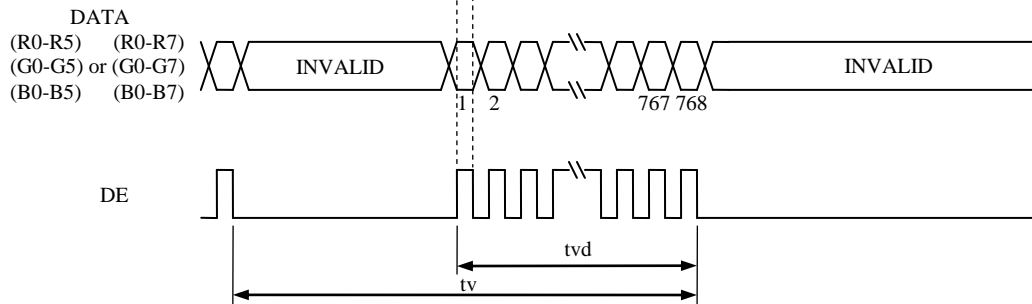 DATA
(R0-R5) (R0-R7)
(G0-G5) or (G0-G7)
(B0-B5) (B0-B7)
INVALID
INVALID
1 2 767 768
DE
tvd
tv